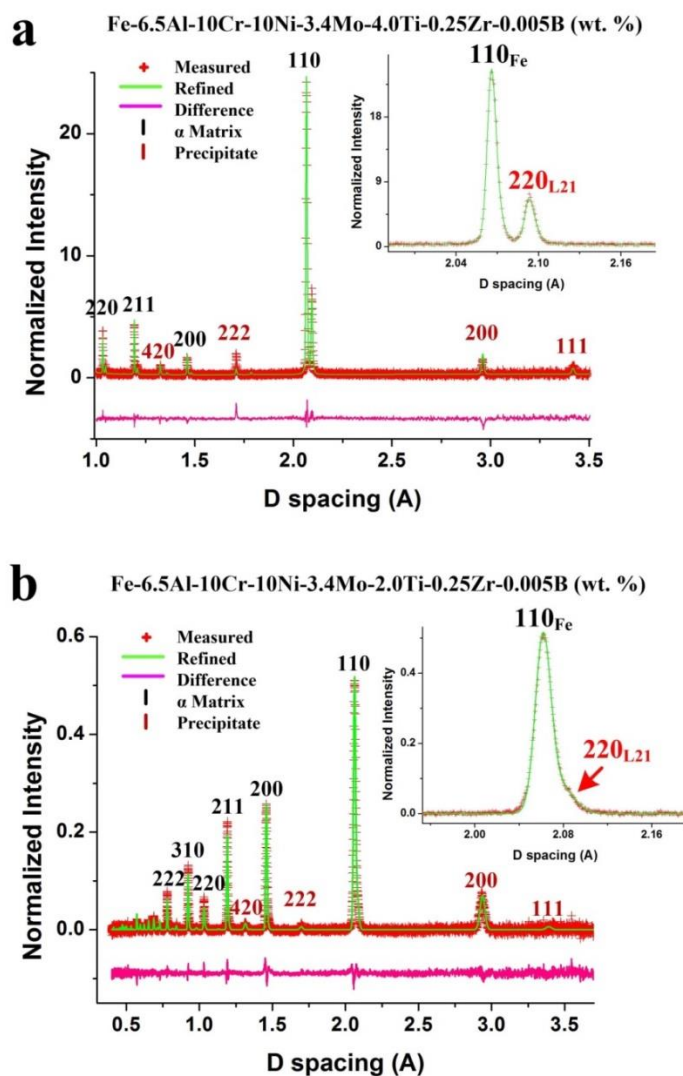 a
Fe-6.5Al-10Cr-10Ni-3.4Mo-4.0Ti-0.25Zr-0.005B (wt. %)
Measured
Refined
Difference
α Matrix
Precipitate
110
220
211
420
200
222
200
111
Normalized Intensity
20
10
0
1.0 1.5 2.0 2.5 3.0 3.5
D spacing (A)
110Fe
220L21
Normalized Intensity
18
9
0
2.04 2.10 2.16
D spacing (A)
b
Fe-6.5Al-10Cr-10Ni-3.4Mo-2.0Ti-0.25Zr-0.005B (wt. %)
Measured
Refined
Difference
α Matrix
Precipitate
110
200
211
310
222
220
420
222
200
111
Normalized Intensity
0.6
0.4
0.2
0.0
0.5 1.0 1.5 2.0 2.5 3.0 3.5
D spacing (A)
110Fe
220L21
Normalized Intensity
0.4
0.2
0.0
2.00 2.08 2.16
D spacing (A)